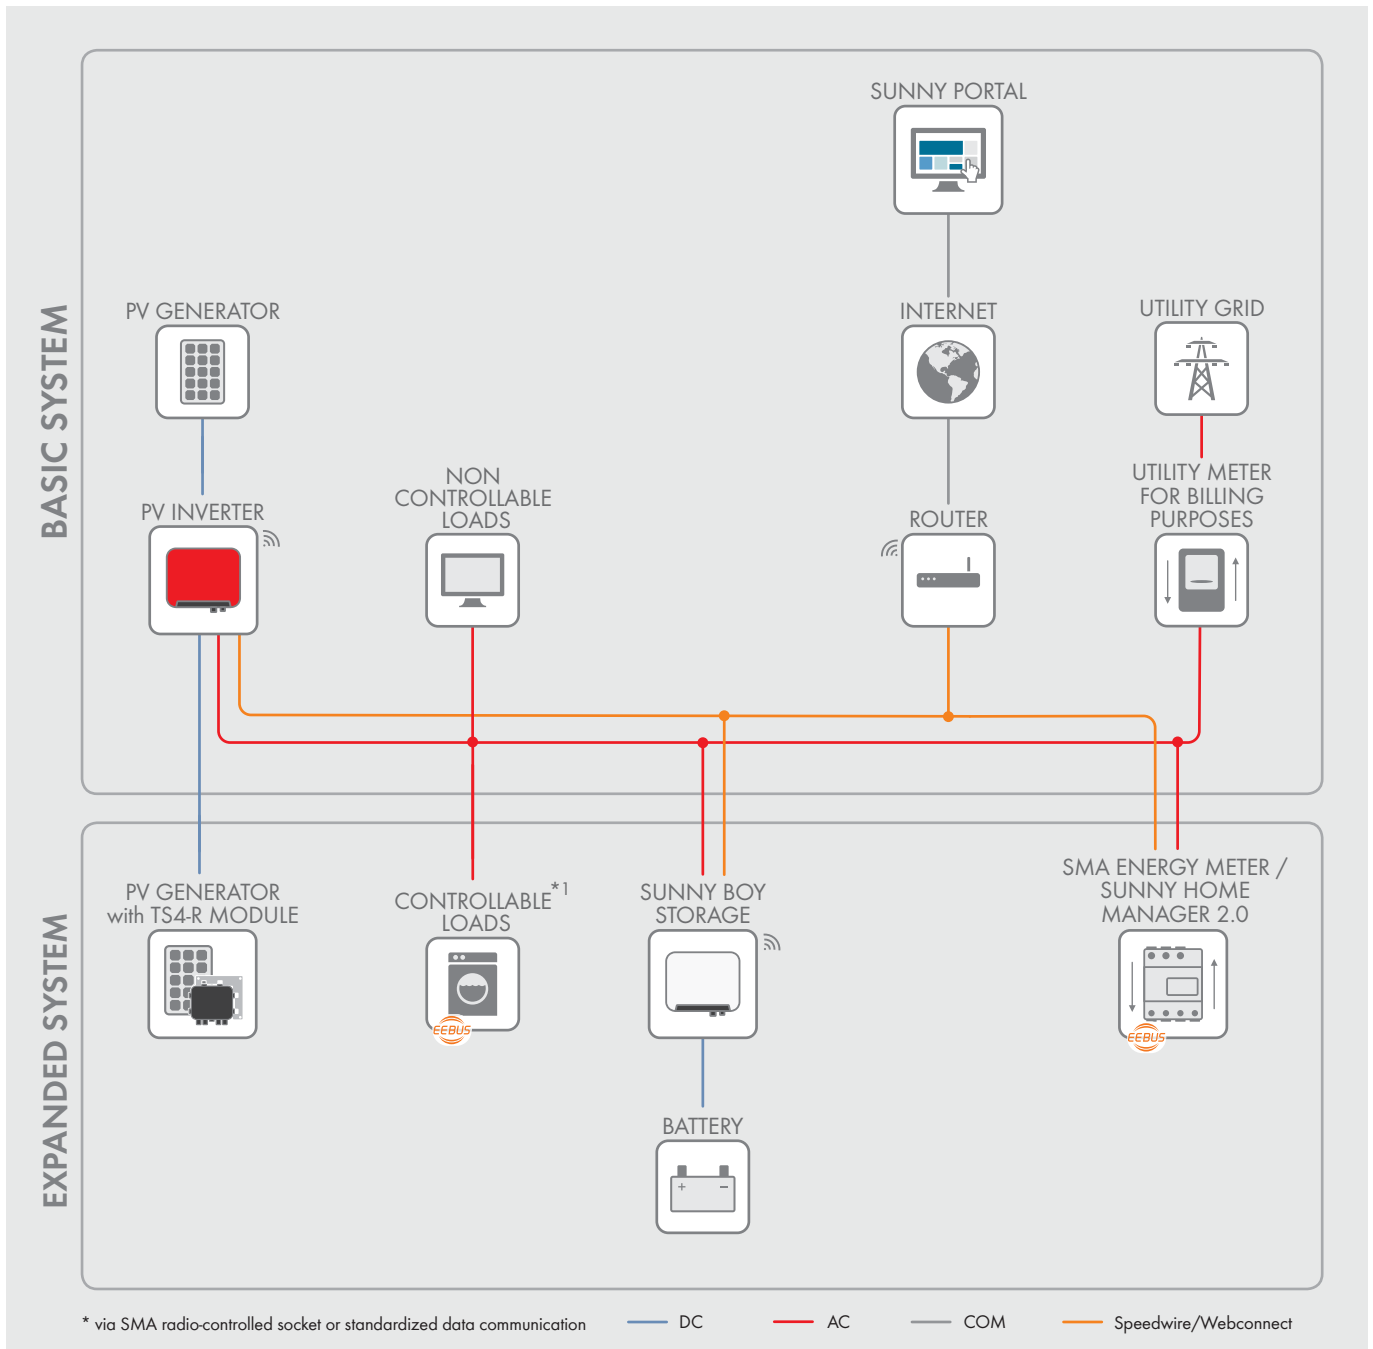 BASIC SYSTEM
SUNNY PORTAL
PV GENERATOR
INTERNET
UTILITY GRID
NON
CONTROLLABLE
LOADS
UTILITY METER
FOR BILLING
PURPOSES
PV INVERTER
ROUTER
EXPANDED SYSTEM
PV GENERATOR
with TS4-R MODULE
CONTROLLABLE*1
LOADS
SUNNY BOY
STORAGE
SMA ENERGY METER /
SUNNY HOME
MANAGER 2.0
EEBUS
EEBUS
BATTERY
+ −
* via SMA radio-controlled socket or standardized data communication
DC
AC
COM
Speedwire/Webconnect